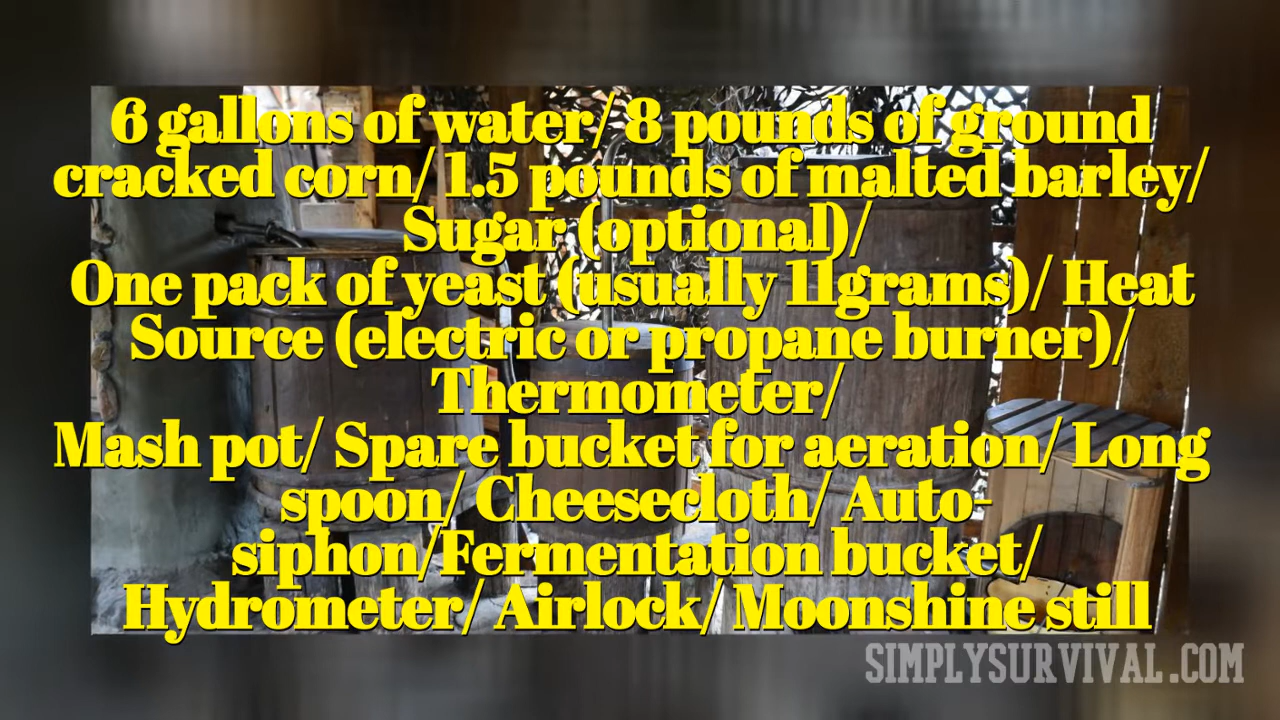 6 gallons of water/ 8 pounds of ground
cracked corn/ 1.5 pounds of malted barley/
Sugar (optional)/
One pack of yeast (usually 11grams)/ Heat
Source (electric or propane burner)/
Thermometer/
Mash pot/ Spare bucket for aeration/ Long
spoon/ Cheesecloth/ Auto-
siphon/Fermentation bucket/
Hydrometer/ Airlock/ Moonshine still
SIMPLYSURVIVAL.COM